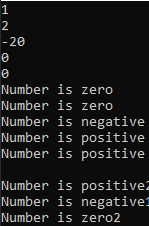 1
2
-20
0
0
Number is zero
Number is zero
Number is negative
Number is positive
Number is positive
Number is positive2
Number is negative1
Number is zero2